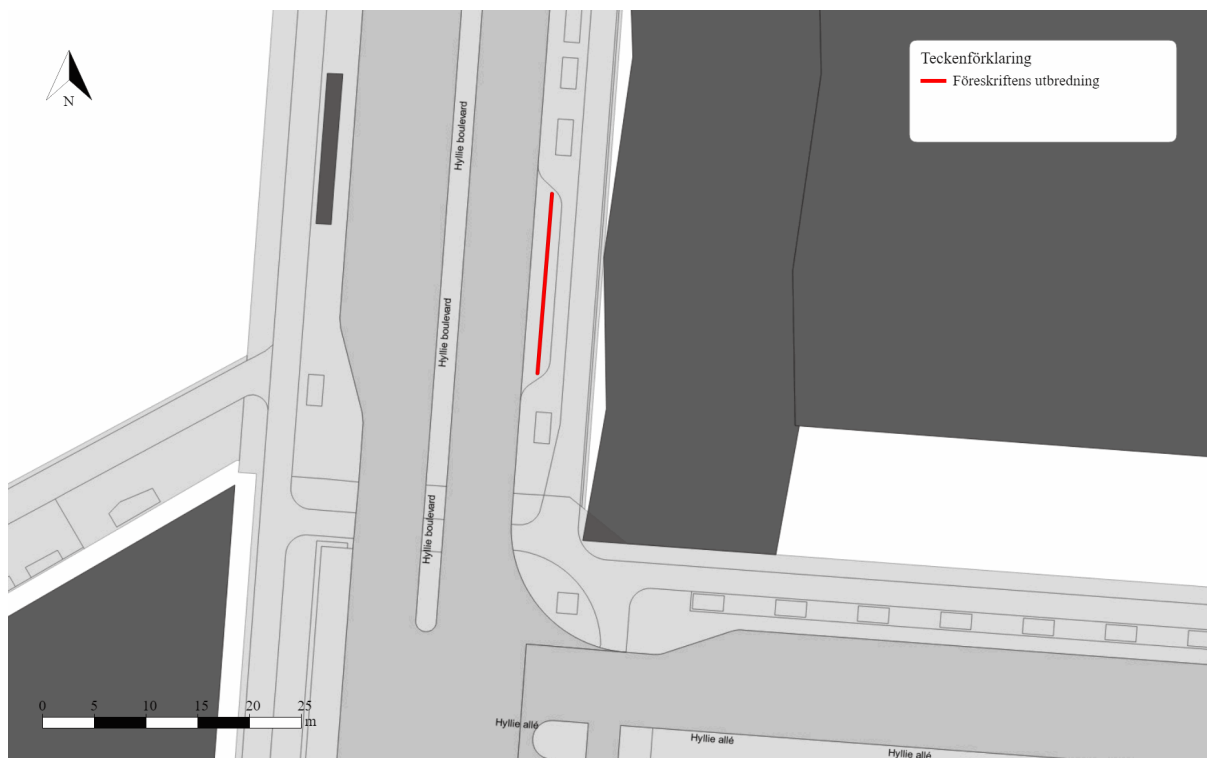 N
Teckenförklaring
Föreskriftens utbredning
Hyllie boulevard
Hyllie boulevard
Hyllie boulevard
0 5 10 15 20 25
m
Hyllie allé
Hyllie allé
Hyllie allé